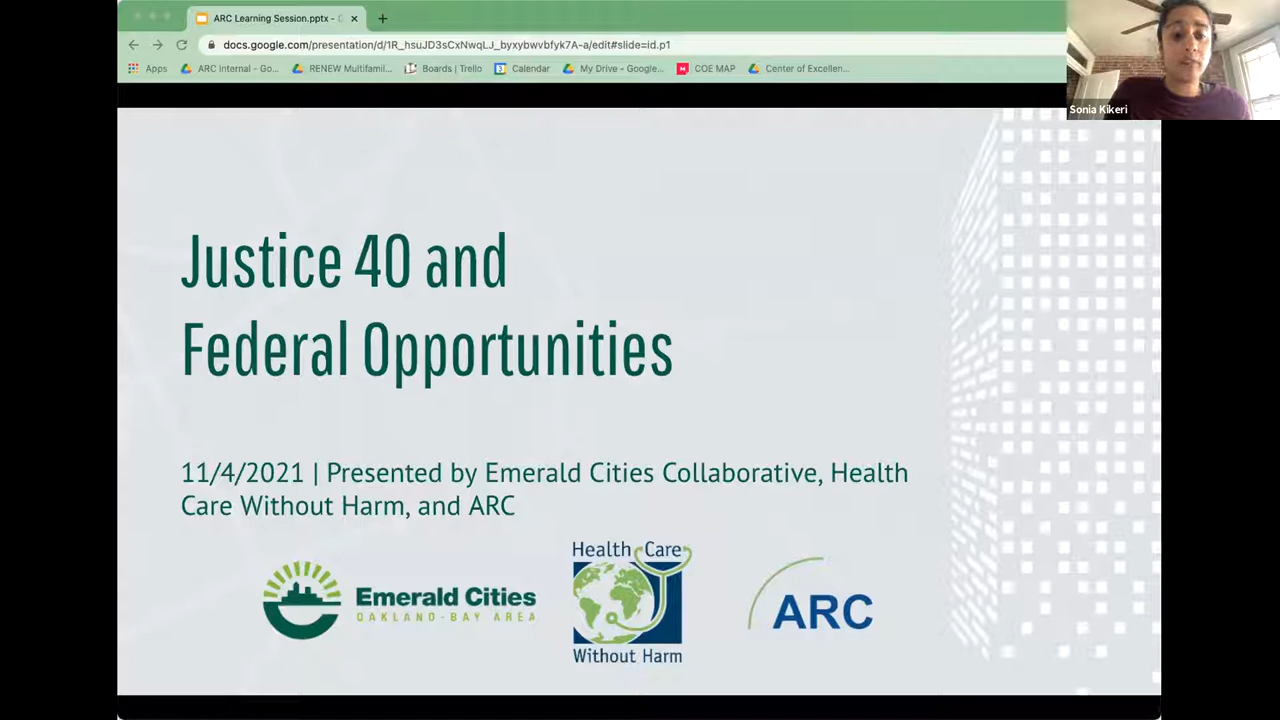 ARC Learning Session.pptx - G
docs.google.com/presentation/d/1R_hsuJD3sCxNwqLJ_byxybwvbfyk7A-a/edit#slide=id.p1
Apps
ARC Internal - Go...
RENEW Multifamil...
Boards | Trello
Calendar
My Drive - Google...
COE MAP
Center of Excellen...
Sonia Kikeri
Justice 40 and
Federal Opportunities
11/4/2021 | Presented by Emerald Cities Collaborative, Health
Care Without Harm, and ARC
Emerald Cities
OAKLAND-BAY AREA
Health Care
Without Harm
ARC